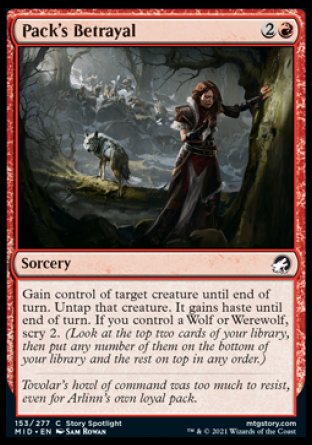 Pack's Betrayal 2
Sorcery
Gain control of target creature until end of
turn. Untap that creature. It gains haste until
end of turn. If you control a Wolf or Werewolf,
scry 2. (Look at the top two cards of your library,
then put any number of them on the bottom of
your library and the rest on top in any order.)
Tovolar's howl of command was too much to resist,
even for Arlinn's own loyal pack.
153/277 C Story Spotlight mtgstory.com
MID • EN SAM ROWAN ™ & © 2021 Wizards of the Coast